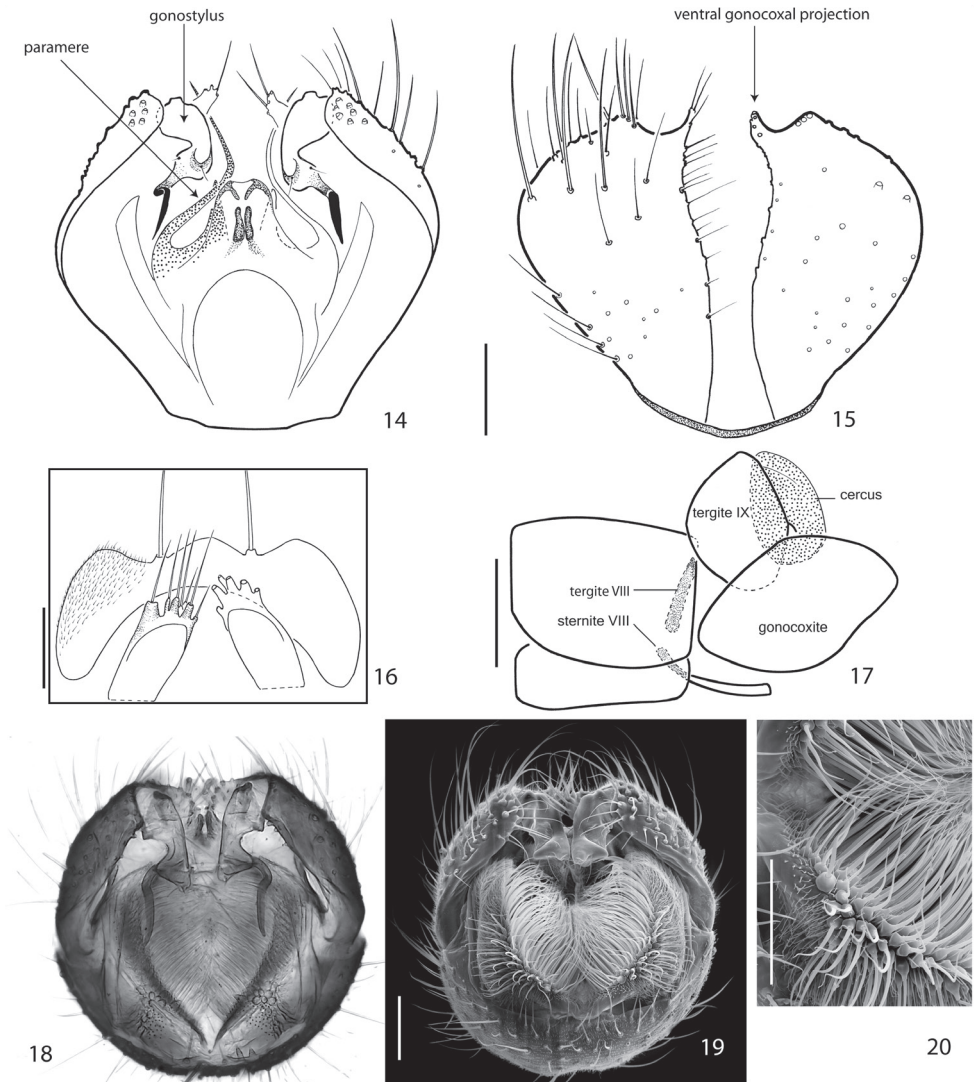 gonostylus
paramere
ventral gonocoxal projection
14
15
16
tergite IX
cercus
tergite VIII
sternite VIII
gonocoxite
17
18
19
20